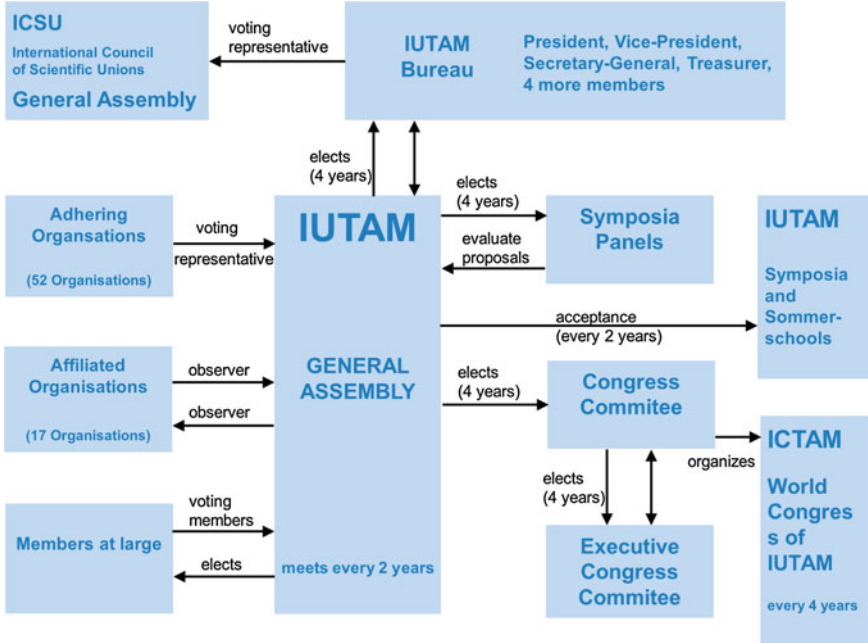 ICSU
International Council
of Scientific Unions
General Assembly
voting
representative
IUTAM
Bureau
President, Vice-President,
Secretary-General, Treasurer,
4 more members
elects
(4 years)
Adhering
Organsations
(52 Organisations)
voting
representative
IUTAM
GENERAL
ASSEMBLY
meets every 2 years
elects
(4 years)
evaluate
proposals
Symposia
Panels
IUTAM
Symposia
and
Sommer-
schools
acceptance
(every 2 years)
Affiliated
Organisations
(17 Organisations)
observer
observer
elects
(4 years)
Congress
Commitee
organizes
ICTAM
World
Congres
s of
IUTAM
every 4 years
elects
(4 years)
Executive
Congress
Commitee
Members at large
voting
members
elects